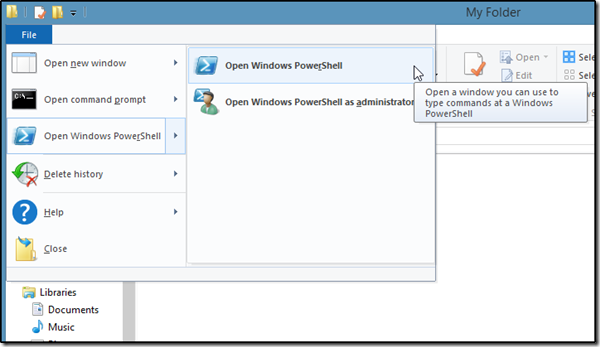 My Folder
File
Open new window
Open command prompt
Open Windows PowerShell
Delete history
Help
Close
Open Windows PowerShell
Open Windows PowerShell as administrator
Open a window you can use to
type commands at a Windows
PowerShell
Open
Edit
Libraries
Documents
Music